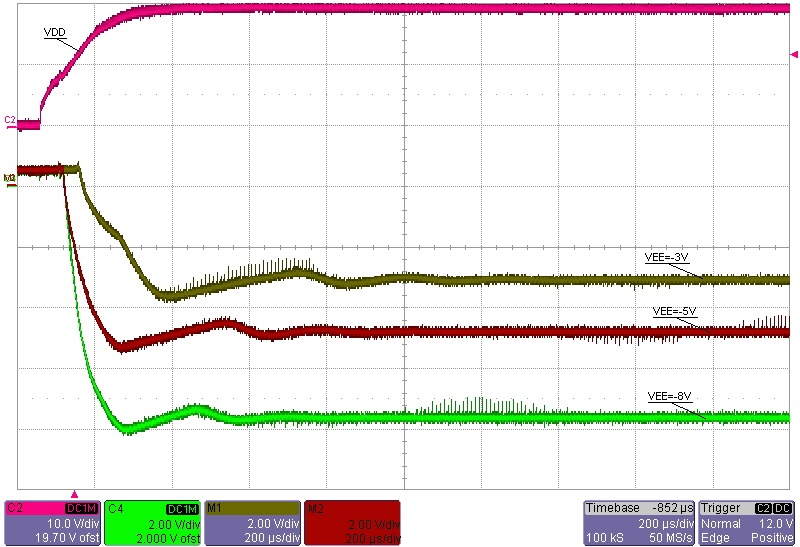 VDD
C2
M2
VEE=-3V
VEE=-5V
VEE=-8V
C2 DC1M
10.0 V/div
19.70 V ofst
C4 DC1M
2.00 V/div
2.000 V ofst
M1
2.00 V/div
200 µs/div
M2
2.00 V/div
200 µs/div
Timebase -852 µs
200 µs/div
100 kS 50 MS/s
Trigger C2 DC
Normal 12.0 V
Edge Positive